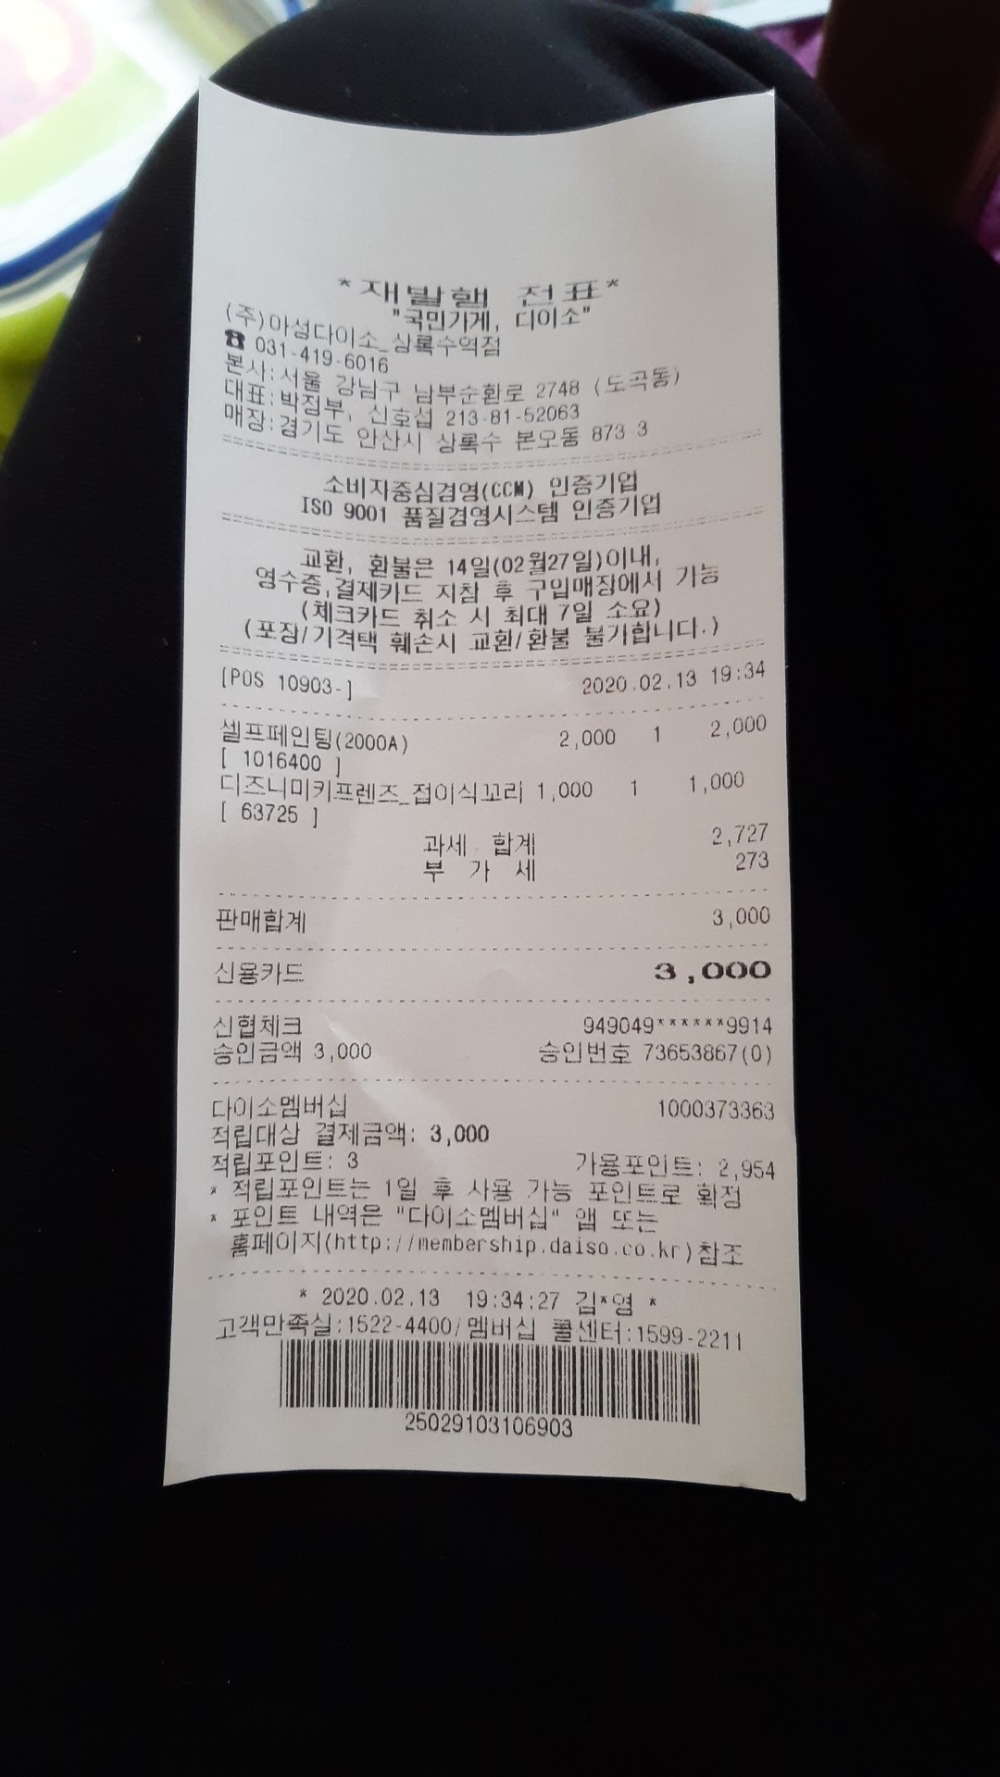 *재발행 전표*
"국민가게, 다이소"
(주)아성다이소_상록수역점
☎ 031-419-6016
본사:서울 강남구 남부순환로 2748 (도곡동)
대표:박정부, 신호섭 213-81-52063
매장:경기도 안산시 상록수 본오동 873-3
소비자중심경영(CCM) 인증기업
ISO 9001 품질경영시스템 인증기업
교환, 환불은 14일(02월27일)이내,
영수증,결제카드 지참 후 구입매장에서 가능
(체크카드 취소 시 최대 7일 소요)
(포장/가격택 훼손시 교환/환불 불가합니다.)
[POS 10903-] 2020.02.13 19:34
셀프페인팅(2000A) 2,000 1 2,000
[ 1016400 ]
디즈니미키프렌즈_접이식꼬리 1,000 1 1,000
[ 63725 ]
과세 합계 2,727
부 가 세 273
판매합계 3,000
신용카드 3,000
신협체크 949049******9914
승인금액 3,000 승인번호 73653867(0)
다이소멤버십 1000373363
적립대상 결제금액: 3,000
적립포인트: 3 가용포인트: 2,954
* 적립포인트는 1일 후 사용 가능 포인트로 확정
* 포인트 내역은 "다이소멤버십" 앱 또는
홈페이지(http://membership.daiso.co.kr)참조
* 2020.02.13 19:34:27 김*영 *
고객만족실:1522-4400/멤버십 콜센터:1599-2211
25029103106903